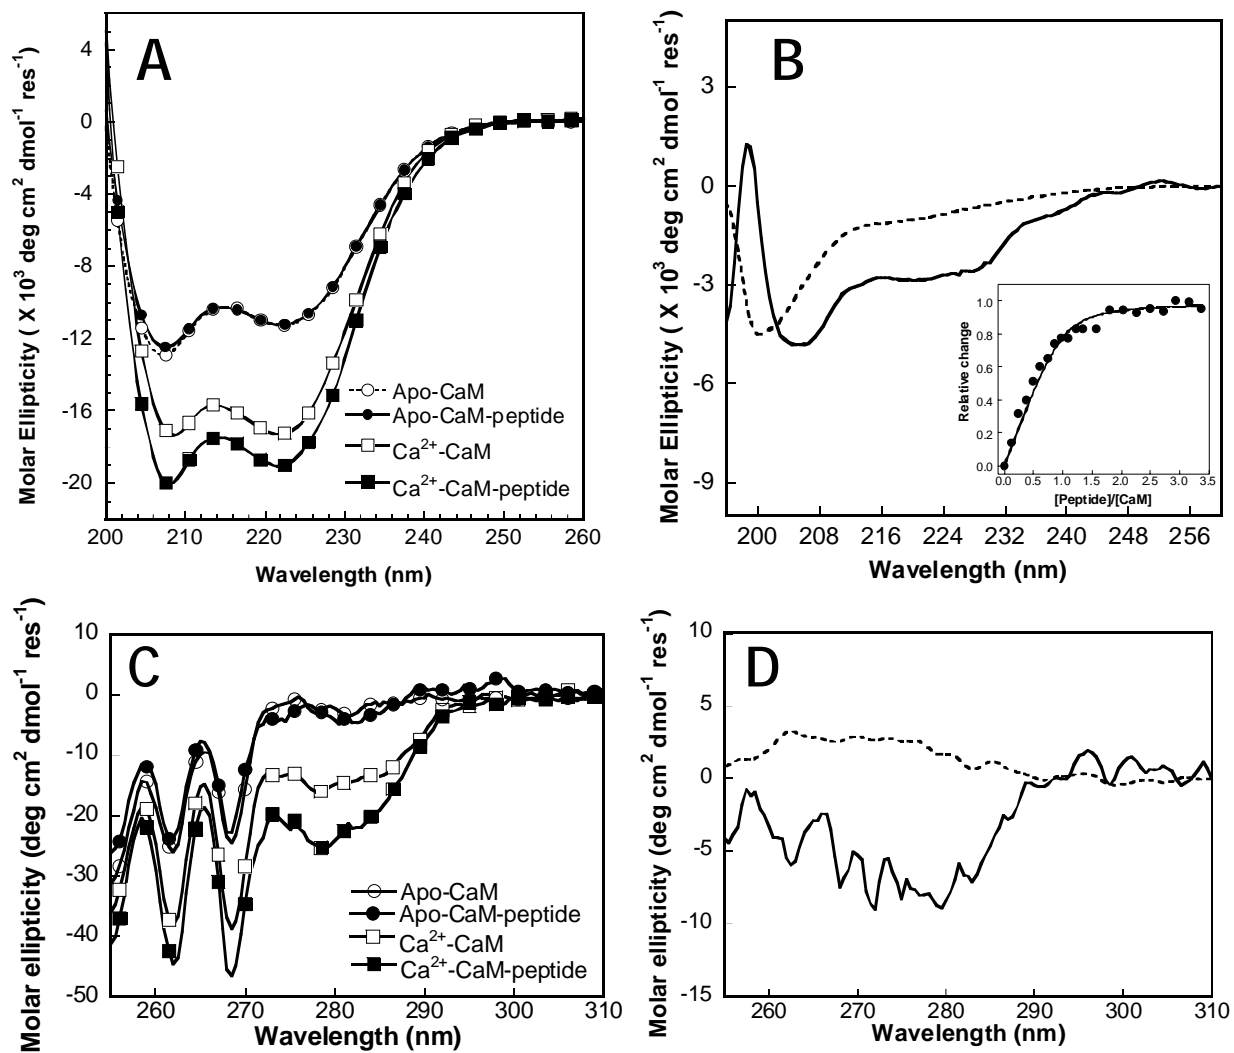 A
Molar Ellipticity ( X 10³ deg cm² dmol⁻¹ res⁻¹)
4
0
-4
-8
-12
-16
-20
Apo-CaM
Apo-CaM-peptide
Ca²⁺-CaM
Ca²⁺-CaM-peptide
200 210 220 230 240 250 260
Wavelength (nm)
B
Molar Ellipticity ( X 10³ deg cm² dmol⁻¹ res⁻¹)
3
0
-3
-6
-9
Relative change
1.0
0.8
0.6
0.4
0.2
0.0
0.0 0.5 1.0 1.5 2.0 2.5 3.0 3.5
[Peptide]/[CaM]
200 208 216 224 232 240 248 256
Wavelength (nm)
C
Molar ellipticity (deg cm² dmol⁻¹ res⁻¹)
10
0
-10
-20
-30
-40
-50
Apo-CaM
Apo-CaM-peptide
Ca²⁺-CaM
Ca²⁺-CaM-peptide
260 270 280 290 300 310
Wavelength (nm)
D
Molar ellipticity (deg cm² dmol⁻¹ res⁻¹)
10
5
0
-5
-10
-15
260 270 280 290 300 310
Wavelength (nm)